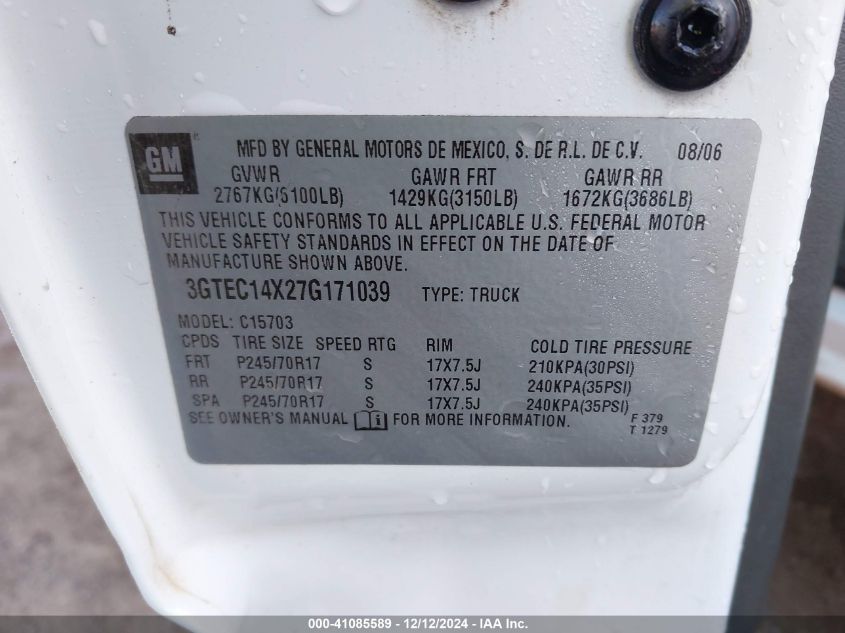 GM
MFD BY GENERAL MOTORS DE MEXICO, S. DE R.L. DE C.V. 08/06
GVWR GAWR FRT GAWR RR
2767KG(6100LB) 1429KG(3150LB) 1672KG(3686LB)
THIS VEHICLE CONFORMS TO ALL APPLICABLE U.S. FEDERAL MOTOR
VEHICLE SAFETY STANDARDS IN EFFECT ON THE DATE OF
MANUFACTURE SHOWN ABOVE.
3GTEC14X27G171039 TYPE: TRUCK
MODEL: C15703
CPDS TIRE SIZE SPEED RTG RIM COLD TIRE PRESSURE
FRT P245/70R17 S 17X7.5J 210KPA(30PSI)
RR P245/70R17 S 17X7.5J 240KPA(35PSI)
SPA P245/70R17 S 17X7.5J 240KPA(35PSI)
SEE OWNER'S MANUAL FOR MORE INFORMATION. F 379
T 1279
000-41085589 - 12/12/2024 - IAA Inc.